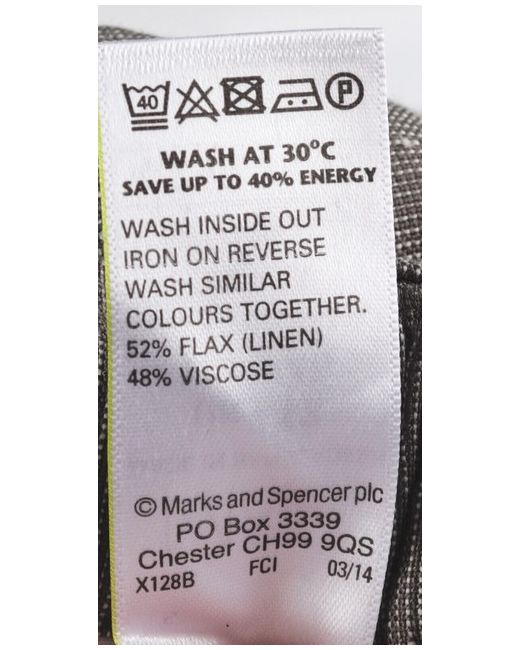 40 P
WASH AT 30°C
SAVE UP TO 40% ENERGY
WASH INSIDE OUT
IRON ON REVERSE
WASH SIMILAR
COLOURS TOGETHER.
52% FLAX (LINEN)
48% VISCOSE
© Marks and Spencer plc
PO Box 3339
Chester CH99 9QS
X128B FCI 03/14